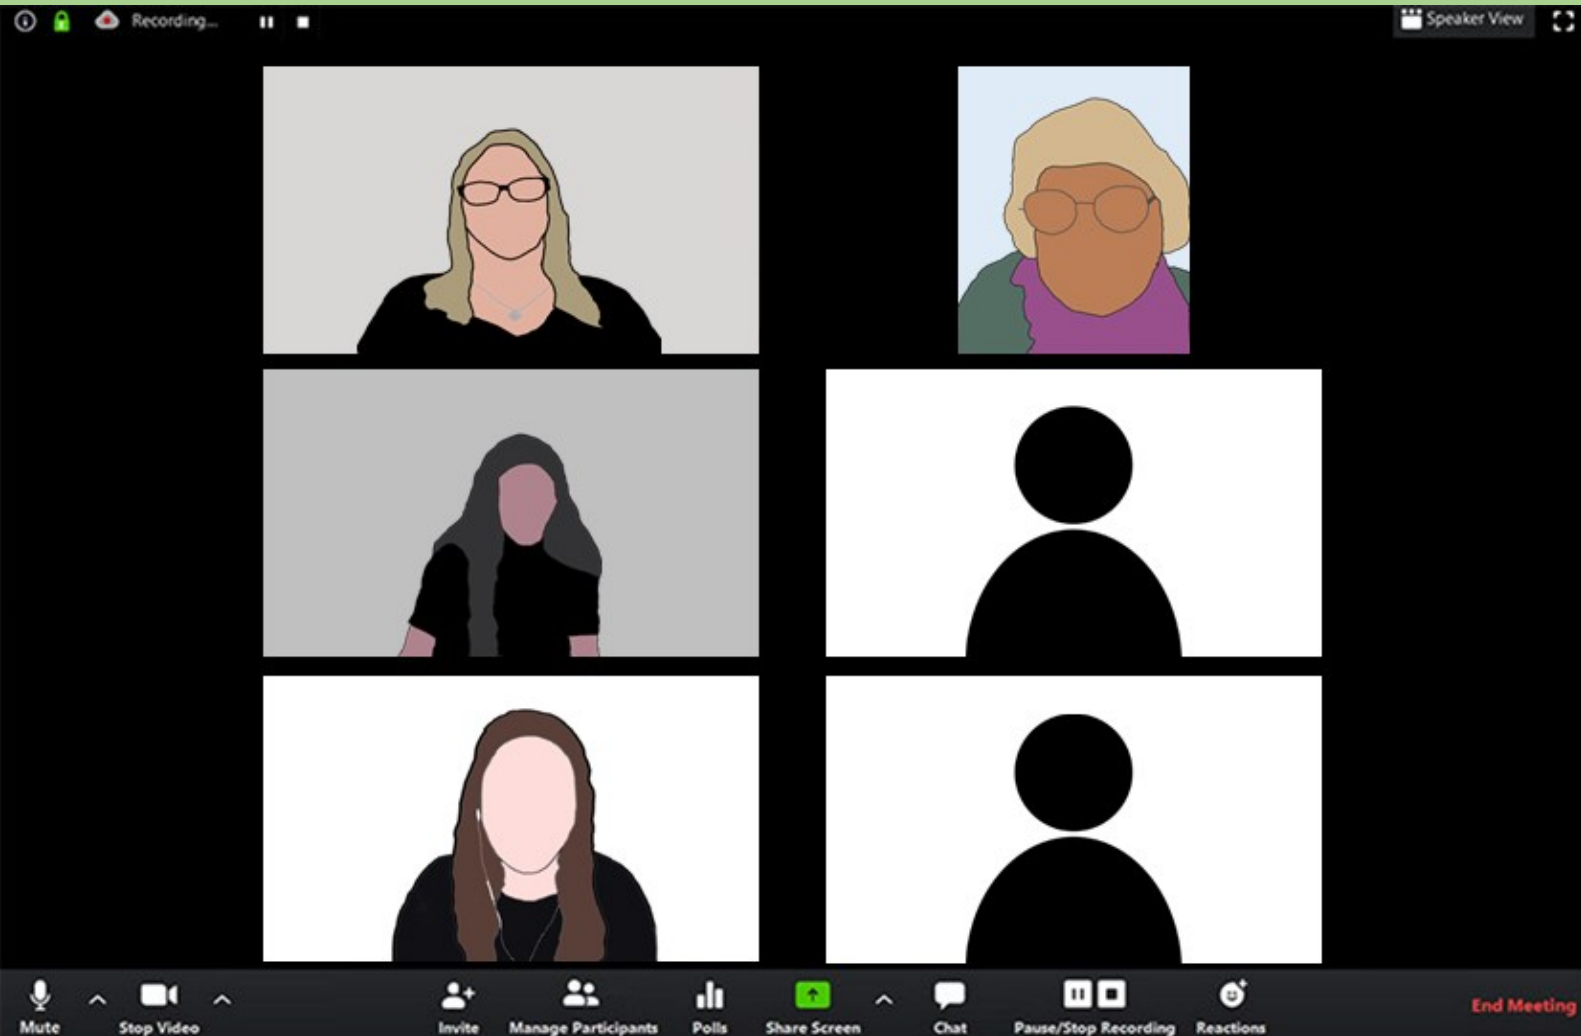 Recording...
Speaker View
Mute
Stop Video
Invite
Manage Participants
Polls
Share Screen
Chat
Pause/Stop Recording
Reactions
End Meeting